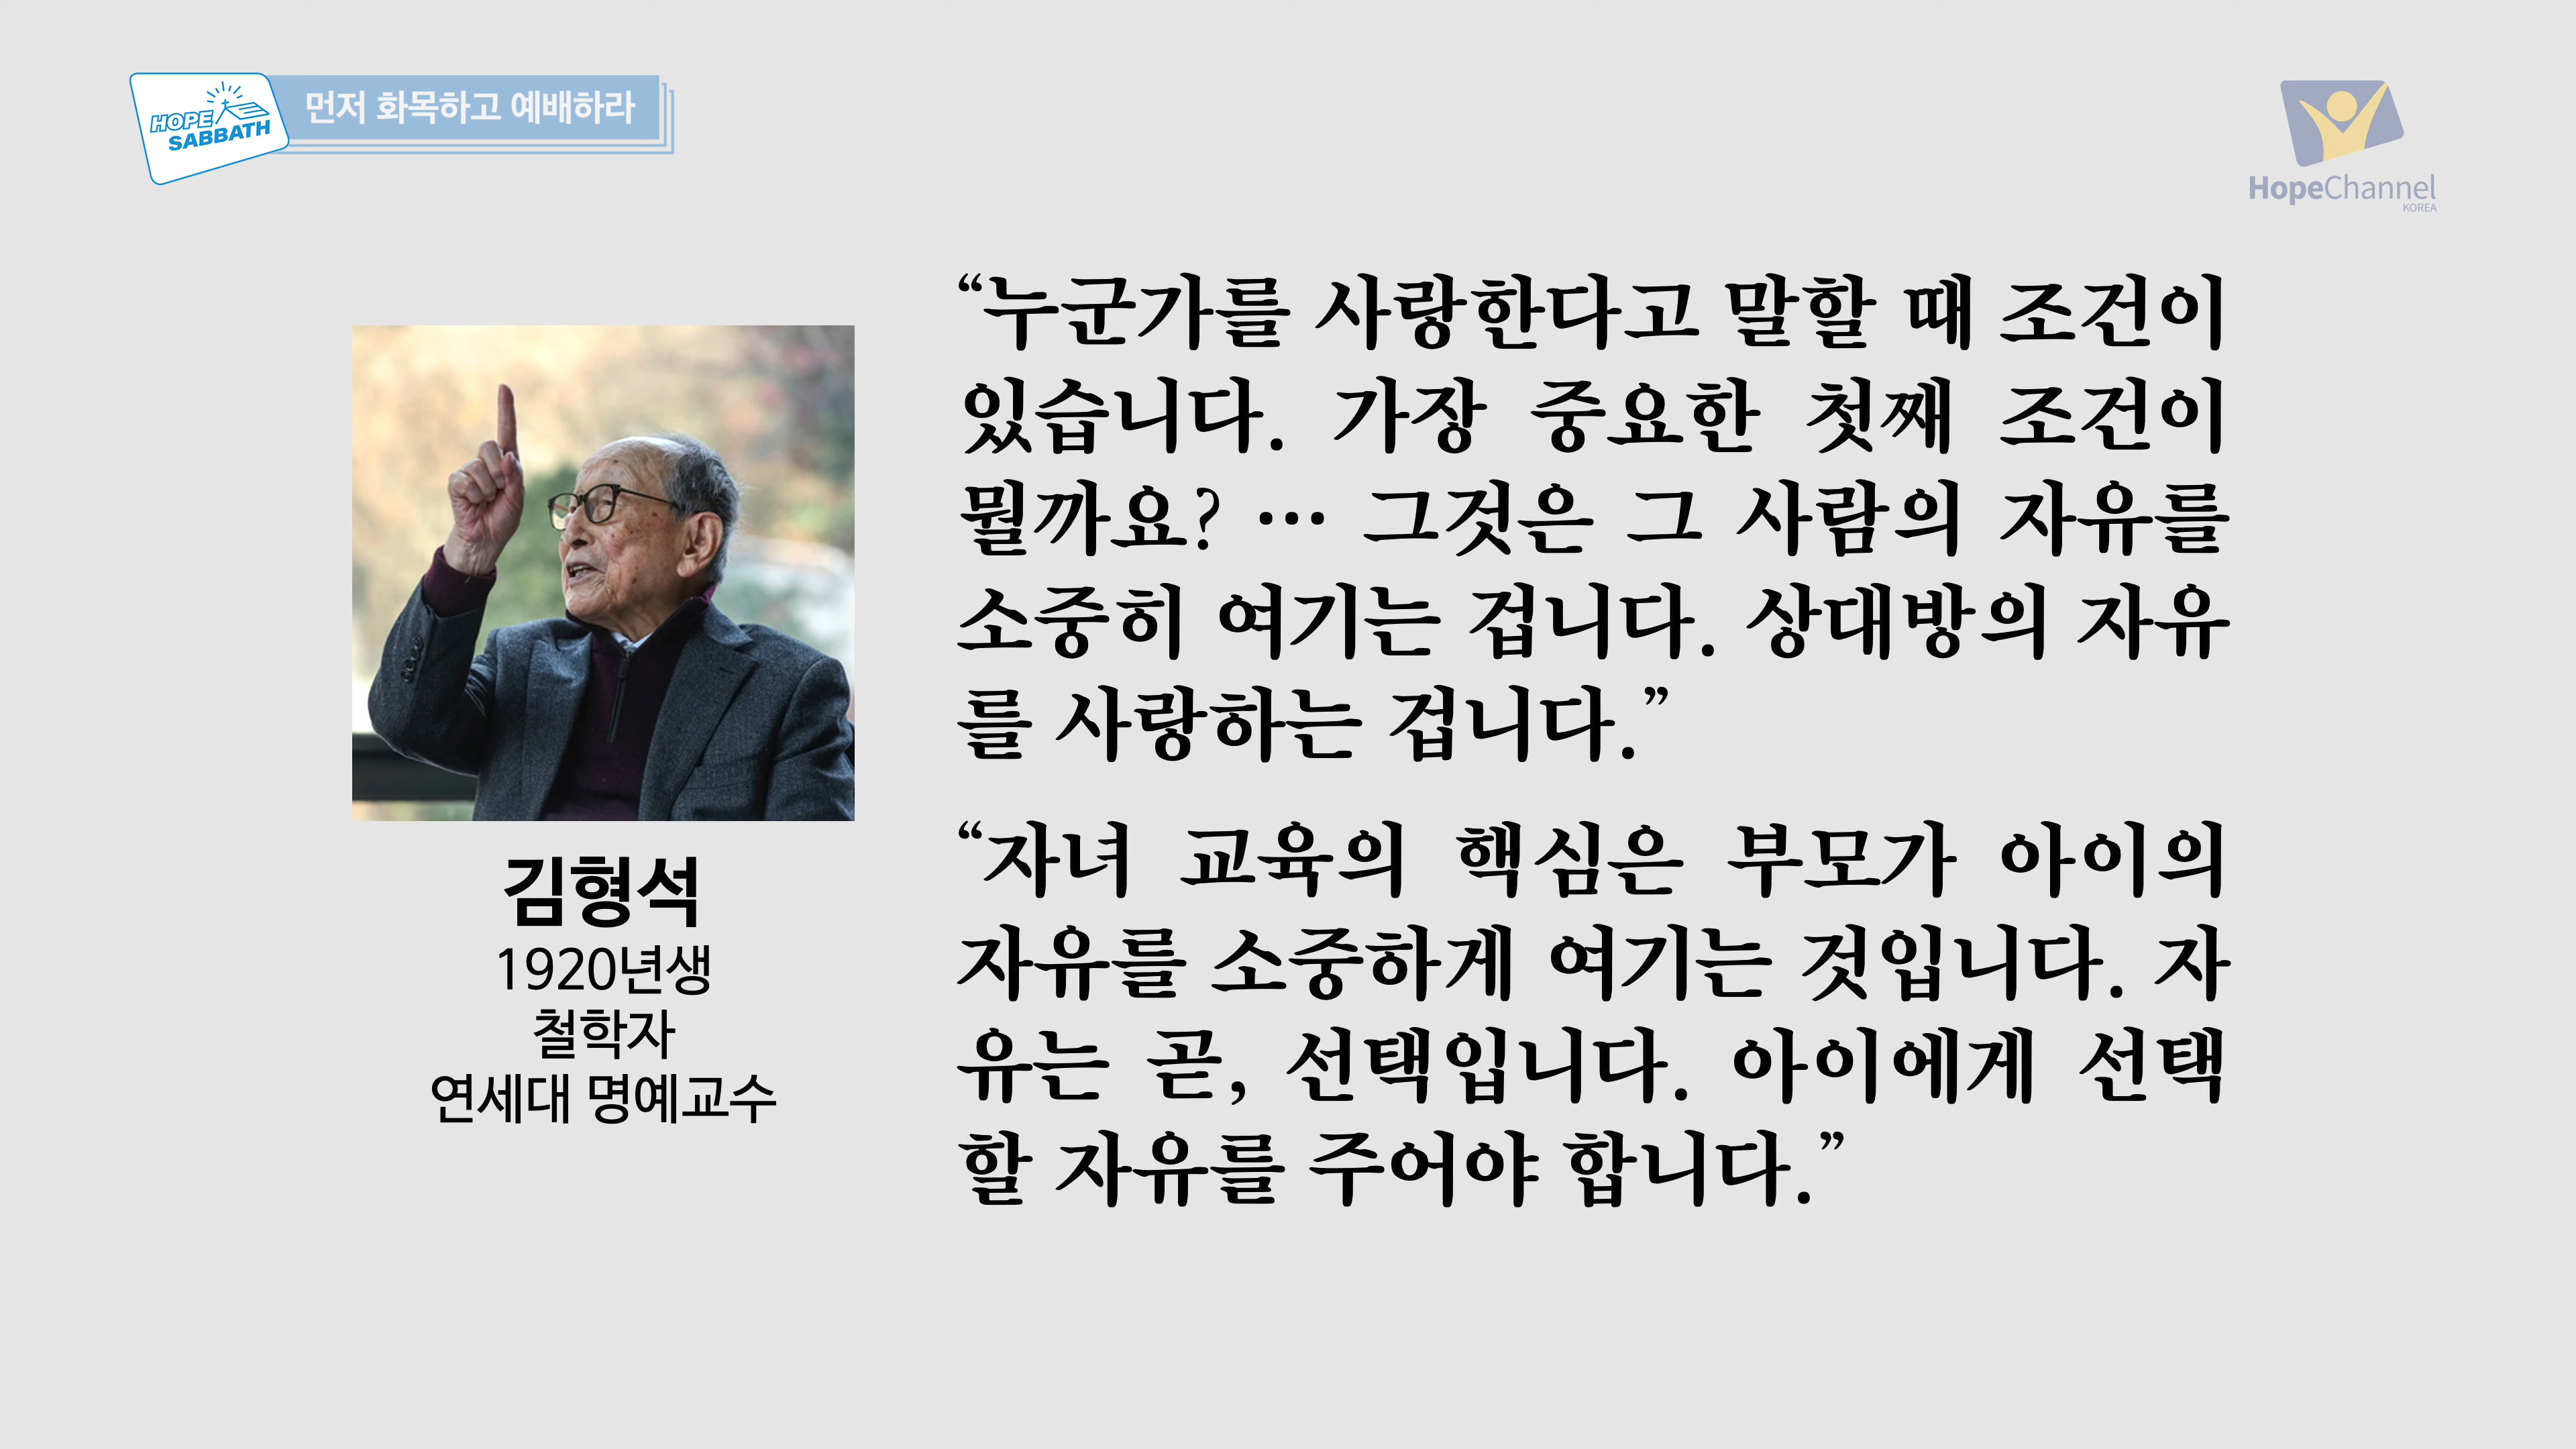 HOPE
SABBATH
먼저 화목하고 예배하라
HopeChannel
KOREA
“누군가를 사랑한다고 말할 때 조건이
있습니다. 가장 중요한 첫째 조건이
뭘까요? … 그것은 그 사람의 자유를
소중히 여기는 겁니다. 상대방의 자유
를 사랑하는 겁니다.”
“자녀 교육의 핵심은 부모가 아이의
자유를 소중하게 여기는 것입니다. 자
유는 곧, 선택입니다. 아이에게 선택
할 자유를 주어야 합니다.”
김형석
1920년생
철학자
연세대 명예교수